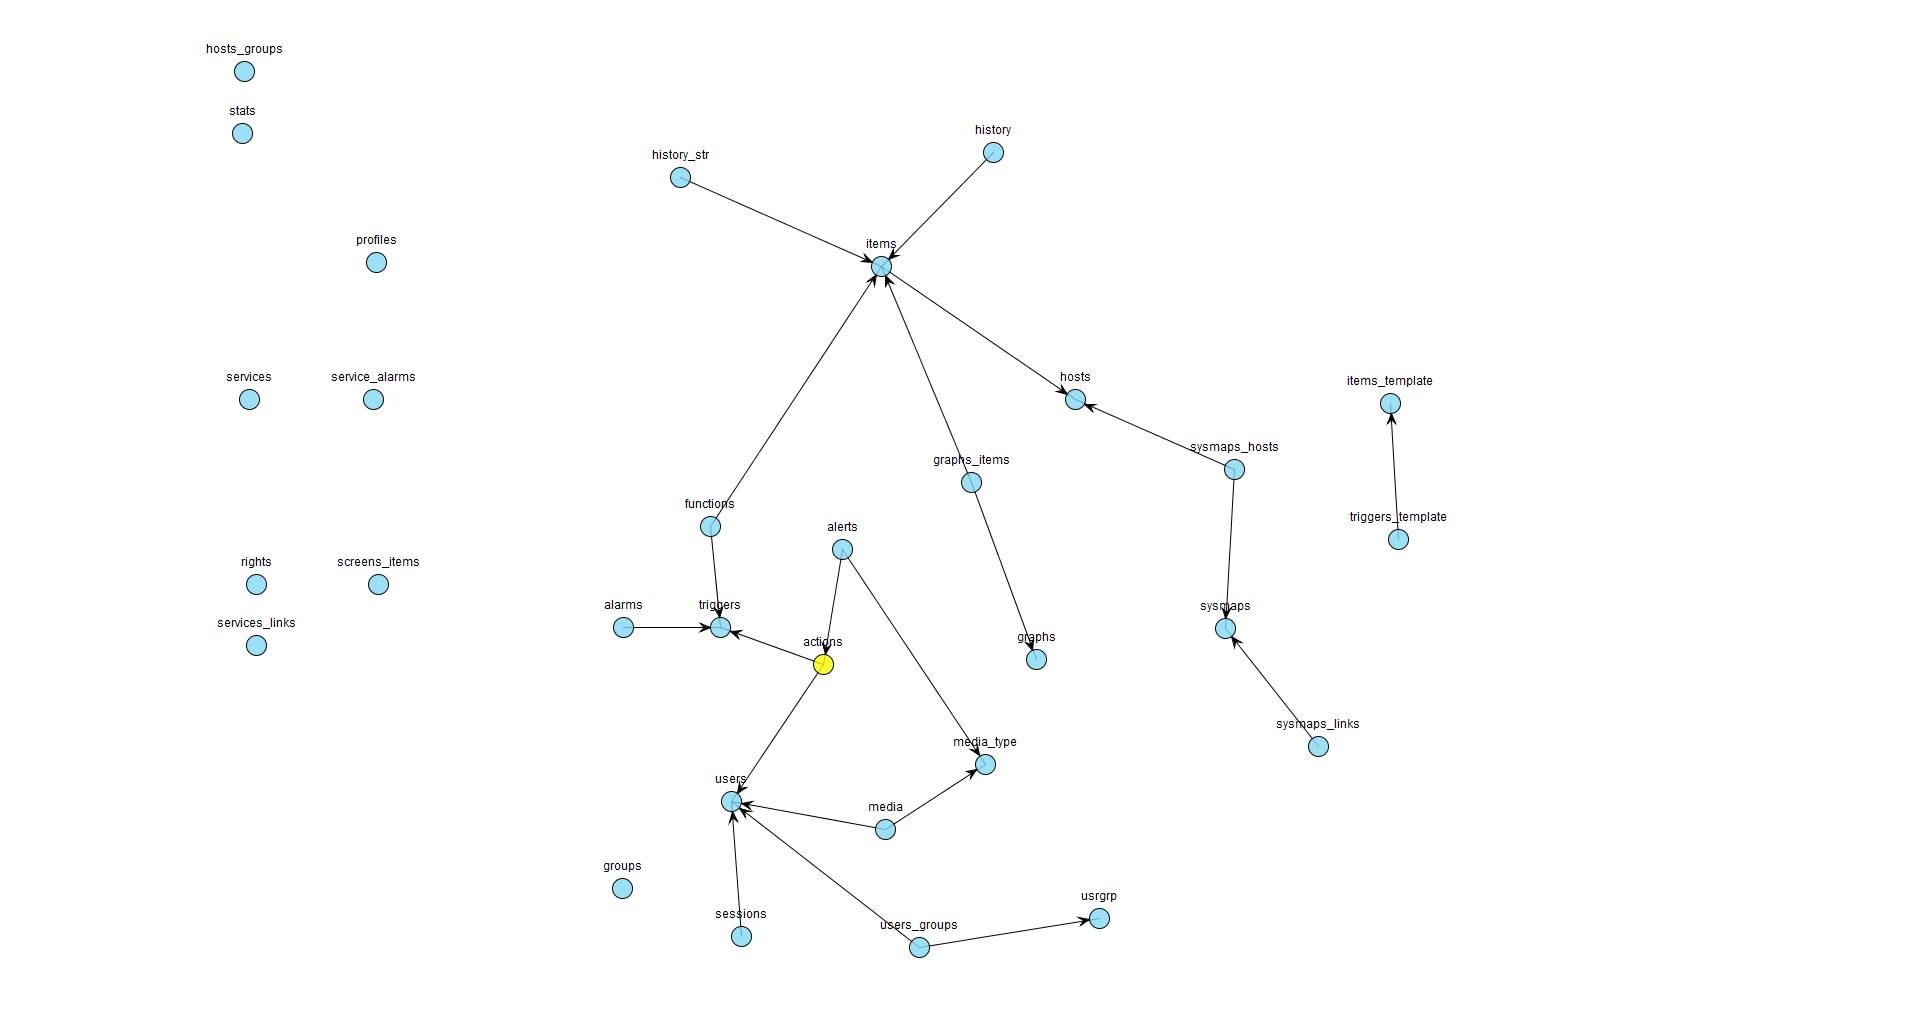 hosts_groups
stats
history
history_str
profiles
items
services
service_alarms
hosts
items_template
sysmaps_hosts
graphs_items
functions
triggers_template
alerts
rights
screens_items
alarms
triggers
sysmaps
services_links
graphs
actions
sysmaps_links
media_type
users
media
groups
usrgrp
sessions
users_groups